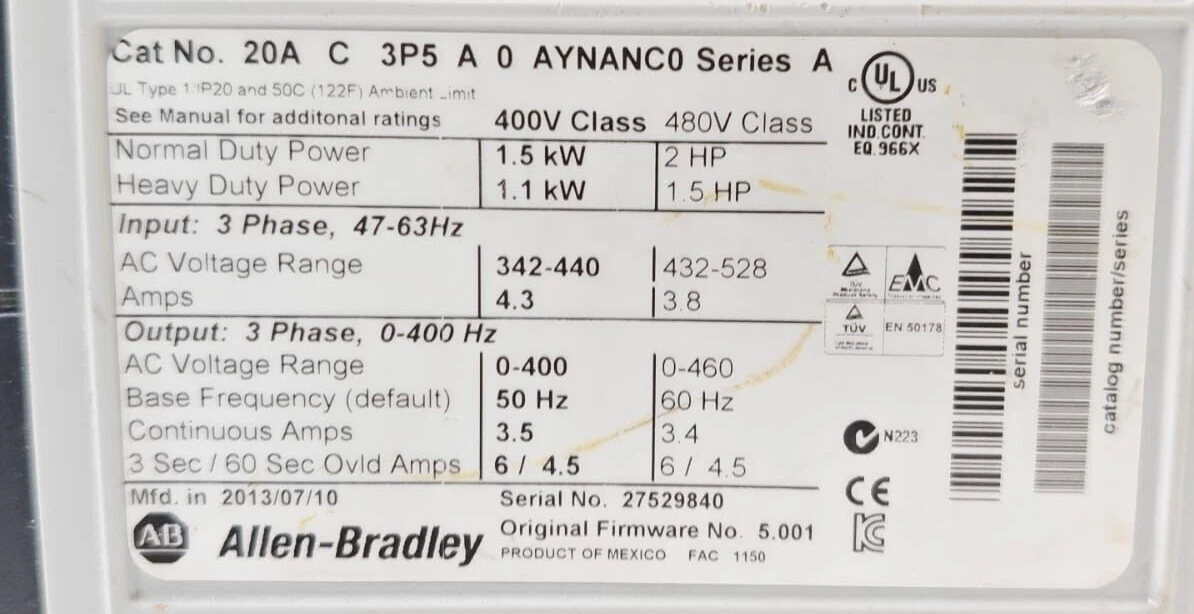 Cat No. 20A C 3P5 A 0 AYNANC0 Series A
UL Type 1 IP20 and 50C (122F) Ambient Limit
See Manual for additonal ratings 400V Class 480V Class
Normal Duty Power 1.5 kW 2 HP
Heavy Duty Power 1.1 kW 1.5 HP
Input: 3 Phase, 47-63Hz
AC Voltage Range 342-440 432-528
Amps 4.3 3.8
Output: 3 Phase, 0-400 Hz
AC Voltage Range 0-400 0-460
Base Frequency (default) 50 Hz 60 Hz
Continuous Amps 3.5 3.4
3 Sec / 60 Sec Ovld Amps 6 / 4.5 6 / 4.5
Mfd. in 2013/07/10 Serial No. 27529840
AB Allen-Bradley Original Firmware No. 5.001
PRODUCT OF MEXICO FAC 1150
C UL US
LISTED
IND.CONT.
EQ.966X
EMC
TÜV EN 50178
N223
CE
serial number
catalog number/series